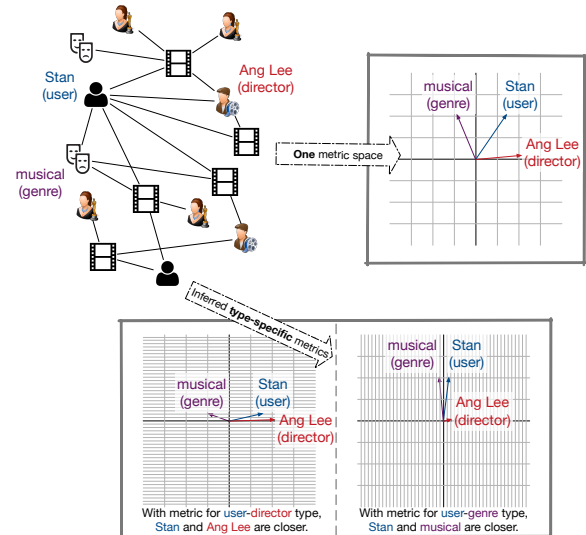 Stan
(user)
Ang Lee
(director)
musical
(genre)
One metric space
musical
(genre)
Stan
(user)
Ang Lee
(director)
Inferred type-specific metrics
musical
(genre)
Stan
(user)
Ang Lee
(director)
With metric for user-director type,
Stan and Ang Lee are closer.
musical
(genre)
Stan
(user)
Ang Lee
(director)
With metric for user-genre type,
Stan and musical are closer.